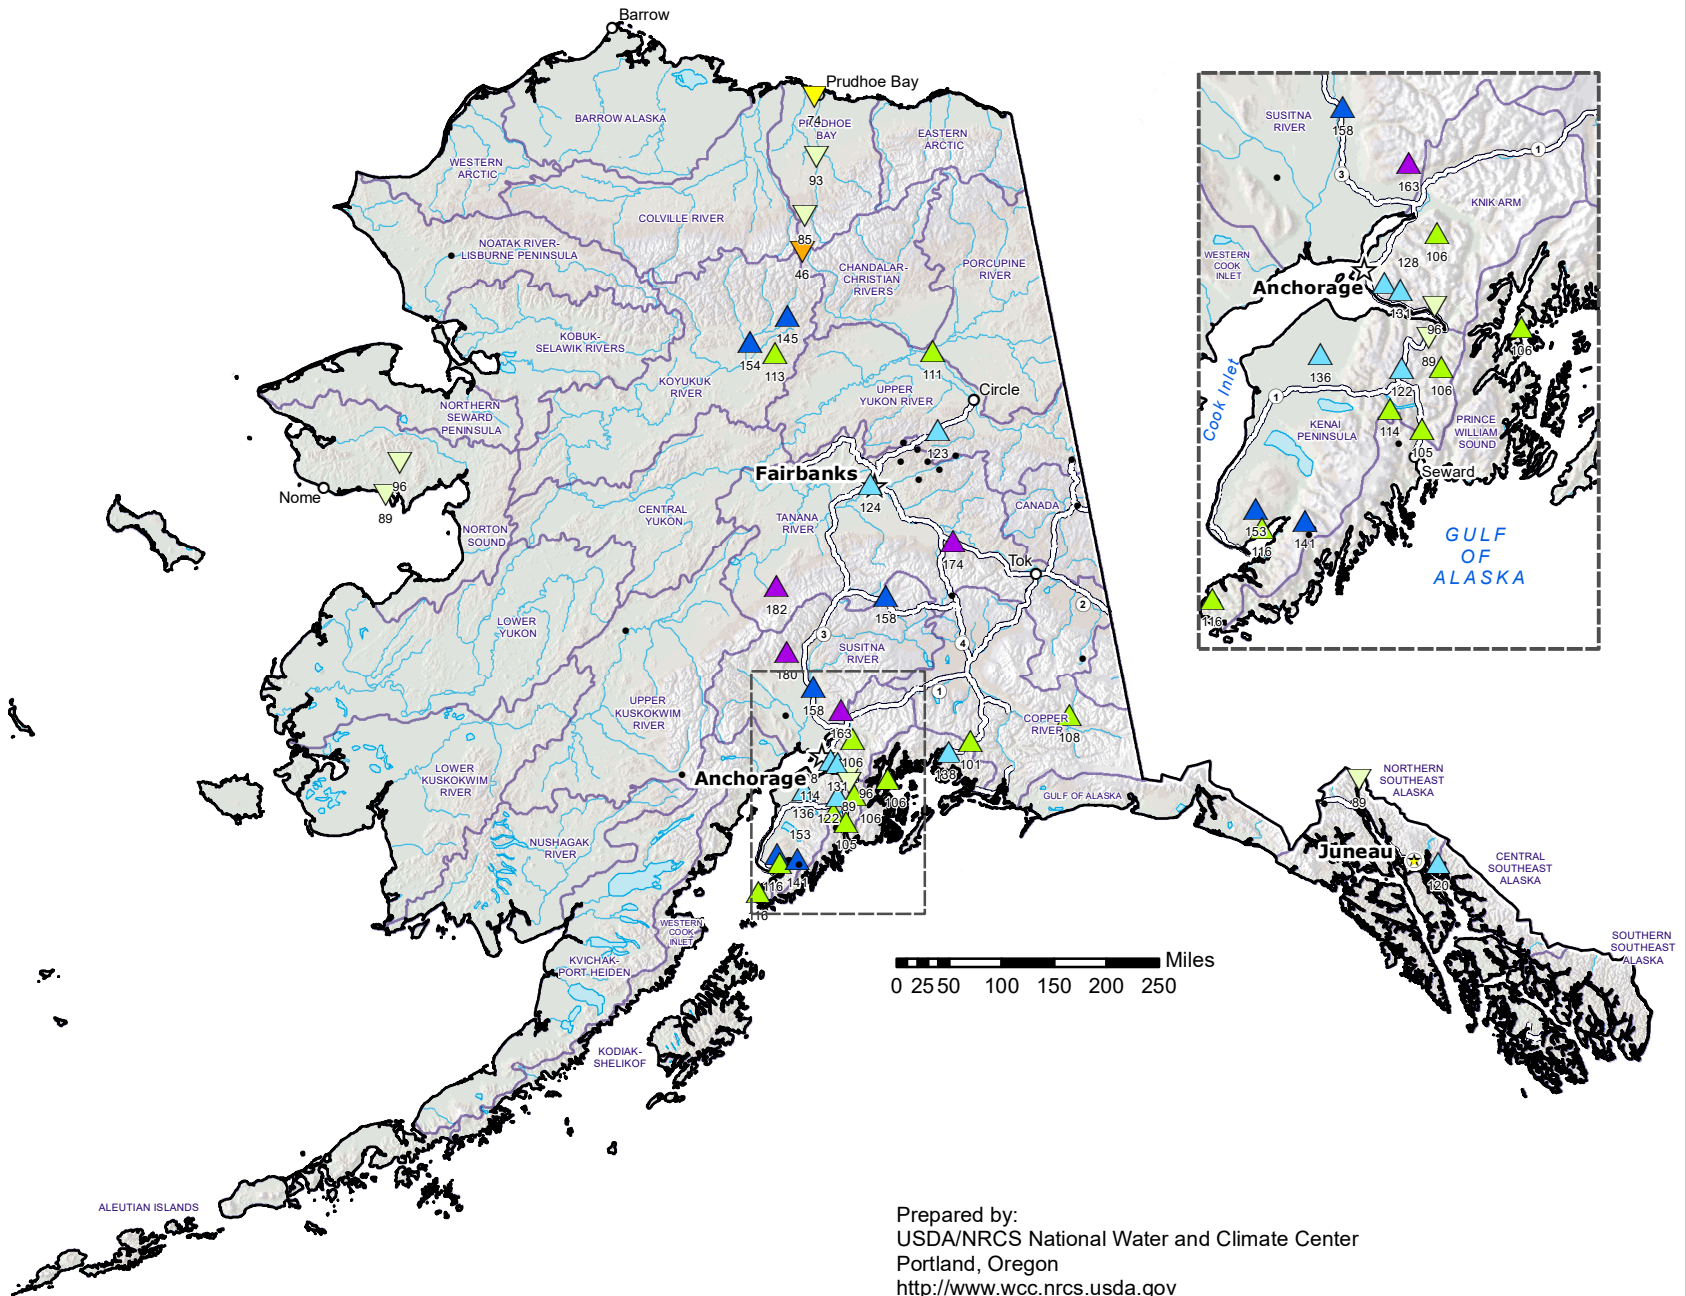 Barrow
Prudhoe Bay
74
PRUDHOE
BAY
BARROW ALASKA
EASTERN
ARCTIC
WESTERN
ARCTIC
93
COLVILLE RIVER
85
46
NOATAK RIVER-
LISBURNE PENINSULA
CHANDALAR-
CHRISTIAN
RIVERS
PORCUPINE
RIVER
145
154
113
111
KOBUK-
SELAWIK RIVERS
KOYUKUK
RIVER
UPPER
YUKON RIVER
Circle
NORTHERN
SEWARD
PENINSULA
123
Fairbanks
124
96
Nome
89
NORTON
SOUND
CENTRAL
YUKON
TANANA
RIVER
CANADA
174
Tok
182
158
2
LOWER
YUKON
3
4
SUSITNA
RIVER
180
158
1
UPPER
KUSKOKWIM
RIVER
163
COPPER
RIVER
108
106
101
138
LOWER
KUSKOKWIM
RIVER
Anchorage
8
131
114
96
136
89
122
106
106
153
105
GULF OF ALASKA
NUSHAGAK
RIVER
116
141
116
WESTERN
COOK
INLET
KVICHAK-
PORT HEIDEN
KODIAK-
SHELIKOF
ALEUTIAN ISLANDS
Miles
0 25 50 100 150 200 250
NORTHERN
SOUTHEAST
ALASKA
89
Juneau
120
CENTRAL
SOUTHEAST
ALASKA
SOUTHERN
SOUTHEAST
ALASKA
SUSITNA
RIVER
158
1
3
163
KNIK ARM
WESTERN
COOK
INLET
128
106
Anchorage
131
96
106
89
136
122
106
Cook Inlet
1
KENAI
PENINSULA
114
PRINCE
WILLIAM
SOUND
105
Seward
153
116
141
GULF
OF
ALASKA
116
Prepared by:
USDA/NRCS National Water and Climate Center
Portland, Oregon
http://www.wcc.nrcs.usda.gov